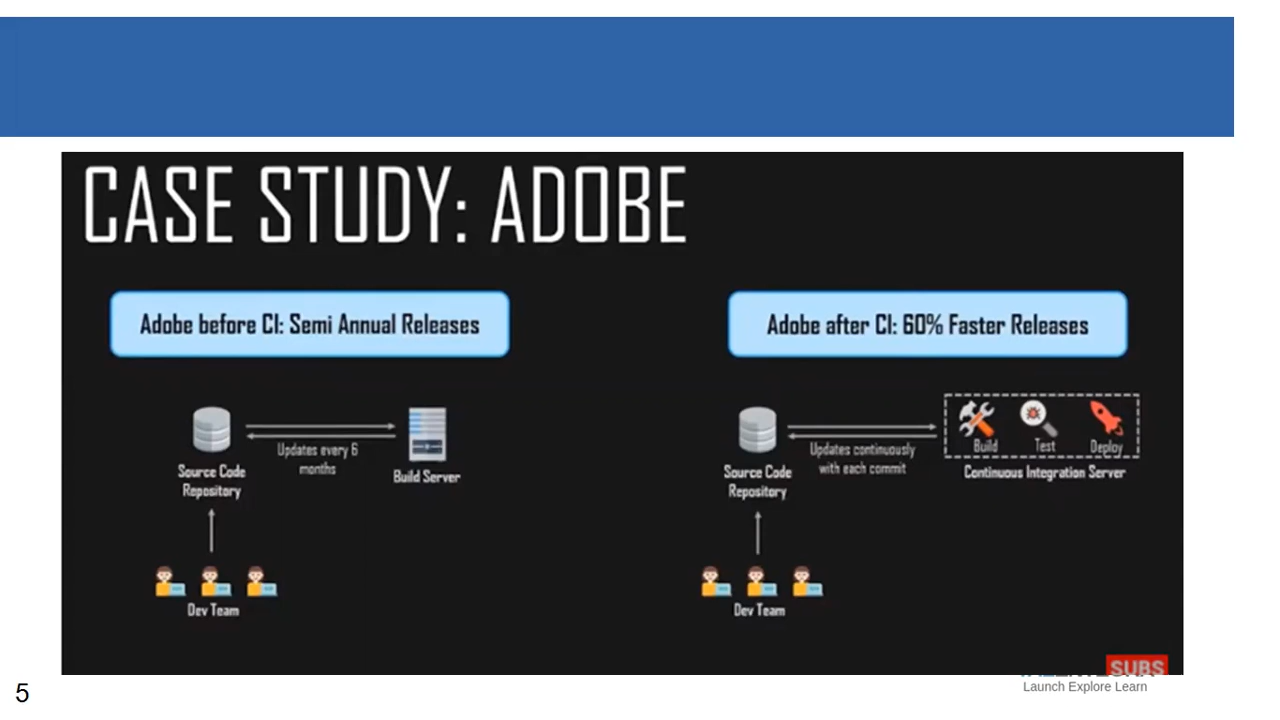 CASE STUDY: ADOBE
Adobe before CI: Semi Annual Releases
Source Code
Repository
Updates every 6
months
Build Server
Dev Team
Adobe after CI: 60% Faster Releases
Source Code
Repository
Updates continuously
with each commit
Build
Test
Deploy
Continuous Integration Server
Dev Team
SUBS
Launch Explore Learn
5